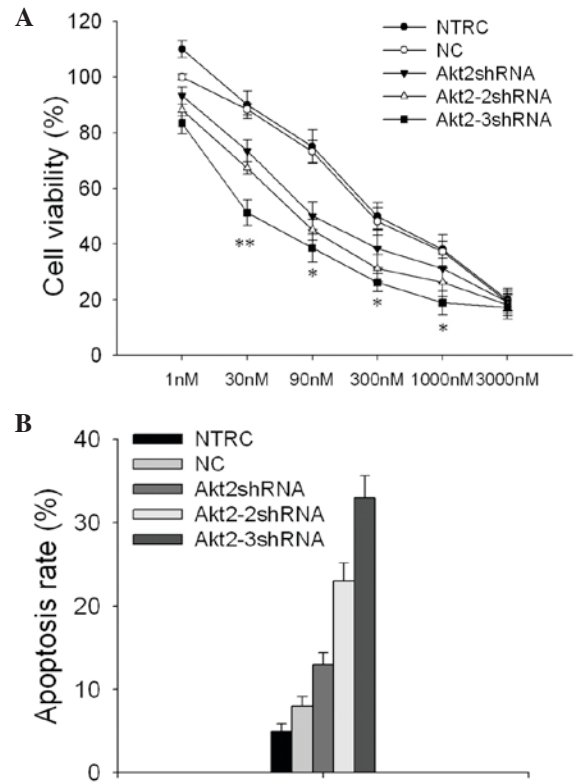 A
120
100
80
60
40
20
0
Cell viability (%)
NTRC
NC
Akt2shRNA
Akt2-2shRNA
Akt2-3shRNA
**
*
*
*
1nM 30nM 90nM 300nM 1000nM 3000nM
B
40
30
20
10
0
Apoptosis rate (%)
NTRC
NC
Akt2shRNA
Akt2-2shRNA
Akt2-3shRNA